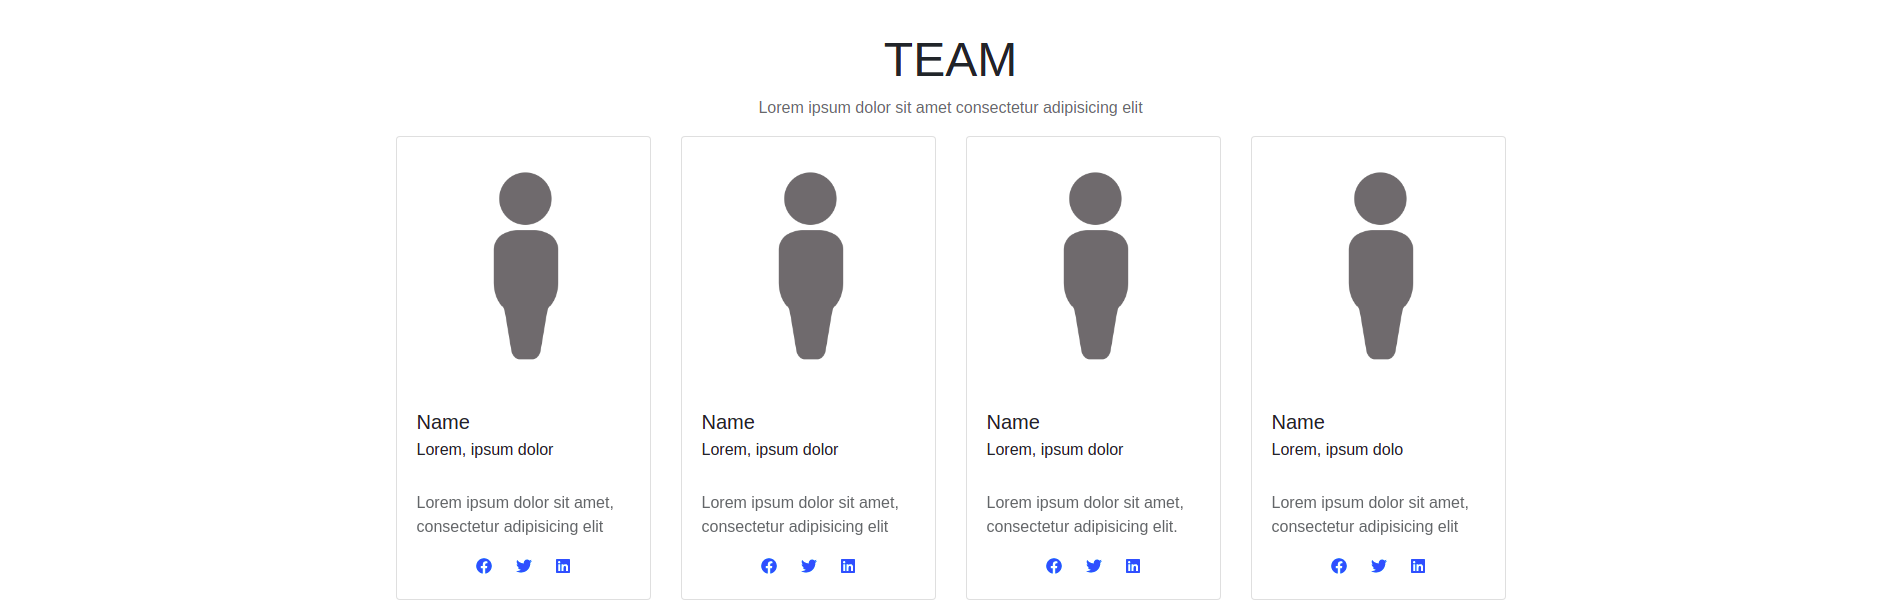 TEAM
Lorem ipsum dolor sit amet consectetur adipisicing elit
Name
Lorem, ipsum dolor
Lorem ipsum dolor sit amet,
consectetur adipisicing elit
Name
Lorem, ipsum dolor
Lorem ipsum dolor sit amet,
consectetur adipisicing elit
Name
Lorem, ipsum dolor
Lorem ipsum dolor sit amet,
consectetur adipisicing elit.
Name
Lorem, ipsum dolo
Lorem ipsum dolor sit amet,
consectetur adipisicing elit